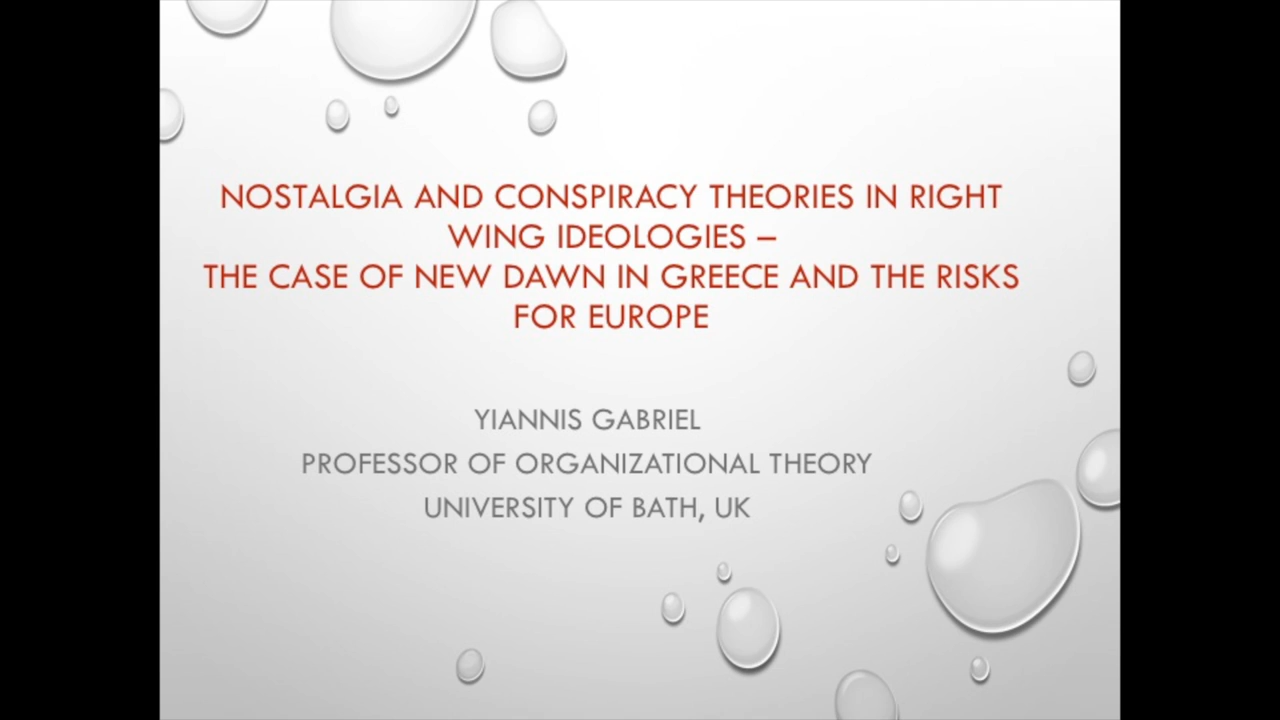 NOSTALGIA AND CONSPIRACY THEORIES IN RIGHT
WING IDEOLOGIES –
THE CASE OF NEW DAWN IN GREECE AND THE RISKS
FOR EUROPE
YIANNIS GABRIEL
PROFESSOR OF ORGANIZATIONAL THEORY
UNIVERSITY OF BATH, UK